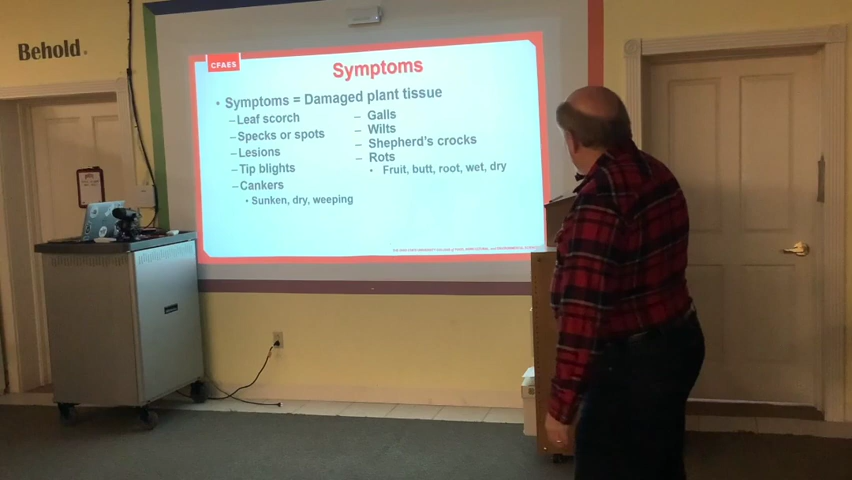 Behold.
CFAES
Symptoms
• Symptoms = Damaged plant tissue
– Leaf scorch
– Specks or spots
– Lesions
– Tip blights
– Cankers
• Sunken, dry, weeping
– Galls
– Wilts
– Shepherd's crocks
– Rots
• Fruit, butt, root, wet, dry